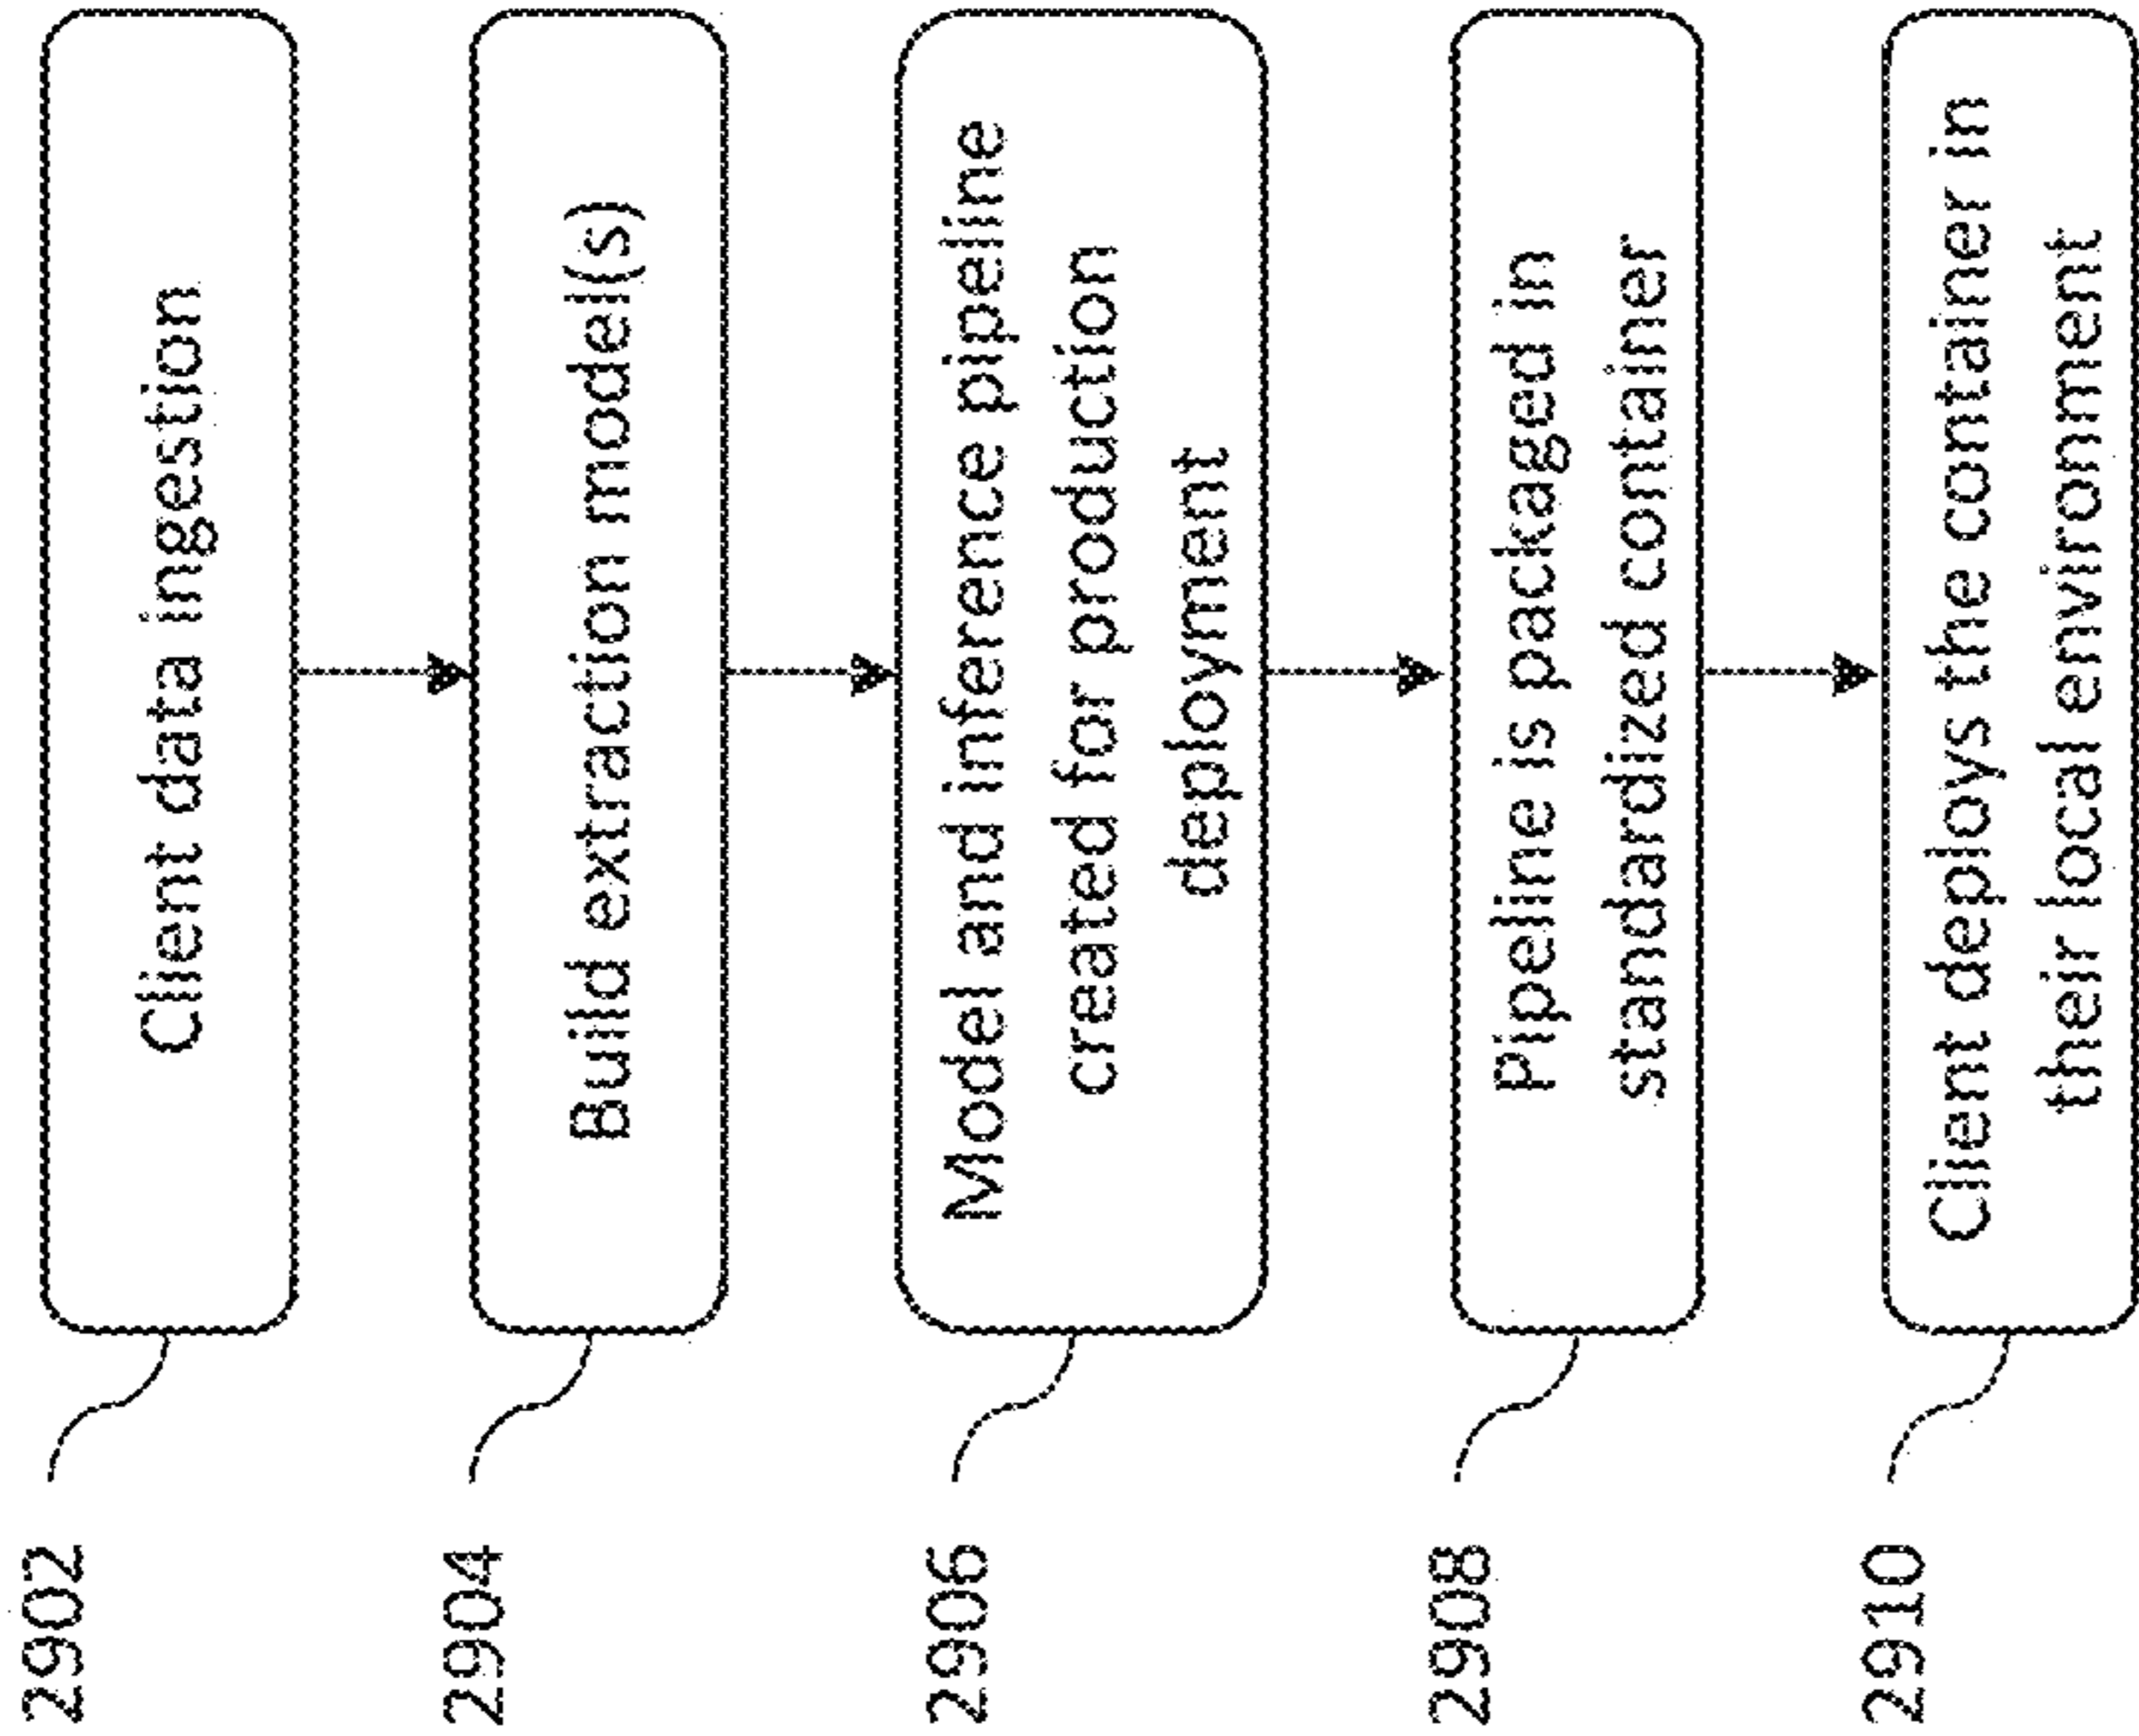 2902
Client data ingestion
2904
Build extraction model(s)
2906
Model and inference pipeline
created for production
deployment
2908
Pipeline is packaged in
standardized container
2910
Client deploys the container in
their local environment